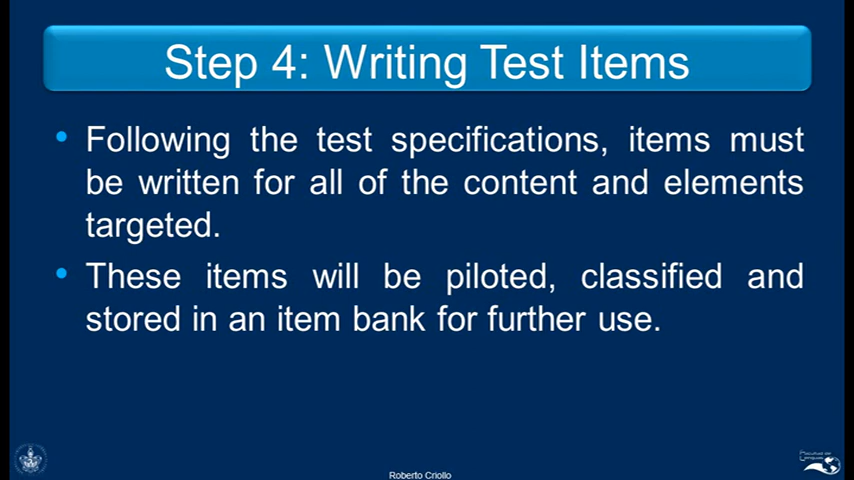 Step 4: Writing Test Items
• Following the test specifications, items must
be written for all of the content and elements
targeted.
• These items will be piloted, classified and
stored in an item bank for further use.
Roberto Criollo